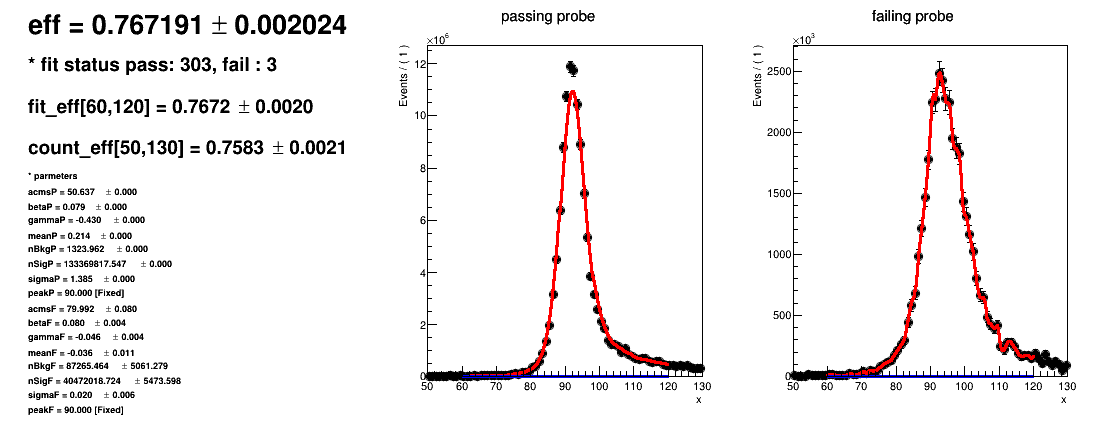 eff = 0.767191 ± 0.002024
* fit status pass: 303, fail : 3
fit_eff[60,120] = 0.7672 ± 0.0020
count_eff[50,130] = 0.7583 ± 0.0021
* parmeters
acmsP = 50.637 ± 0.000
betaP = 0.079 ± 0.000
gammaP = -0.430 ± 0.000
meanP = 0.214 ± 0.000
nBkgP = 1323.962 ± 0.000
nSigP = 133369817.547 ± 0.000
sigmaP = 1.385 ± 0.000
peakP = 90.000 [Fixed]
acmsF = 79.992 ± 0.080
betaF = 0.080 ± 0.004
gammaF = -0.046 ± 0.004
meanF = -0.036 ± 0.011
nBkgF = 87265.464 ± 5061.279
nSigF = 40472018.724 ± 5473.598
sigmaF = 0.020 ± 0.006
peakF = 90.000 [Fixed]
passing probe
×10⁶
Events / ( 1 )
12
10
8
6
4
2
0
50 60 70 80 90 100 110 120 130
x
failing probe
×10³
Events / ( 1 )
2500
2000
1500
1000
500
0
50 60 70 80 90 100 110 120 130
x